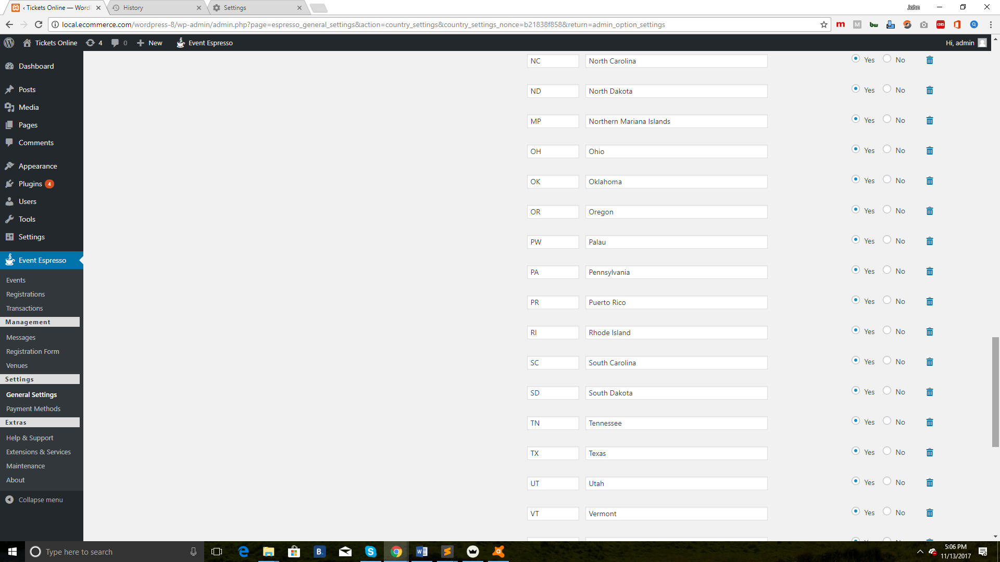 ‹ Tickets Online — Word
History
Settings
John
local.ecommerce.com/wordpress-8/wp-admin/admin.php?page=espresso_general_settings&action=country_settings&country_settings_nonce=b21838f858&return=admin_option_settings
Tickets Online 4 0 New Event Espresso Hi, admin
Dashboard
Posts
Media
Pages
Comments
Appearance
Plugins 4
Users
Tools
Settings
Event Espresso
Events
Registrations
Transactions
Management
Messages
Registration Form
Venues
Settings
General Settings
Payment Methods
Extras
Help & Support
Extensions & Services
Maintenance
About
Collapse menu
NC North Carolina Yes No
ND North Dakota Yes No
MP Northern Mariana Islands Yes No
OH Ohio Yes No
OK Oklahoma Yes No
OR Oregon Yes No
PW Palau Yes No
PA Pennsylvania Yes No
PR Puerto Rico Yes No
RI Rhode Island Yes No
SC South Carolina Yes No
SD South Dakota Yes No
TN Tennessee Yes No
TX Texas Yes No
UT Utah Yes No
VT Vermont Yes No
Type here to search
5:06 PM
11/13/2017